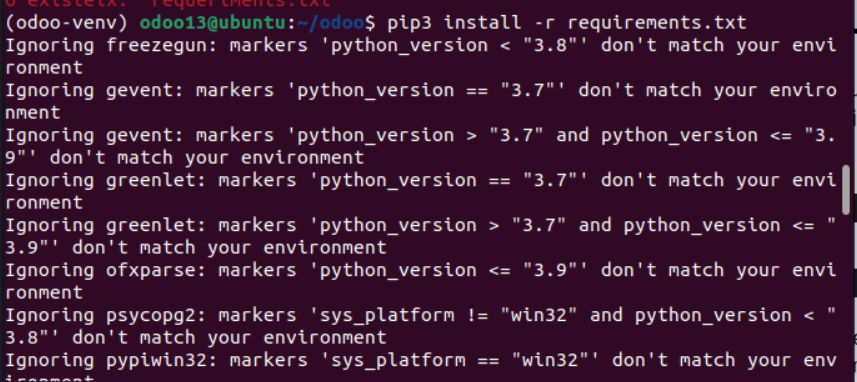 (odoo-venv) odoo13@ubuntu:~/odoo$ pip3 install -r requirements.txt
Ignoring freezegun: markers 'python_version < "3.8"' don't match your envi
ronment
Ignoring gevent: markers 'python_version == "3.7"' don't match your enviro
nment
Ignoring gevent: markers 'python_version > "3.7" and python_version <= "3.
9"' don't match your environment
Ignoring greenlet: markers 'python_version == "3.7"' don't match your envi
ronment
Ignoring greenlet: markers 'python_version > "3.7" and python_version <= "
3.9"' don't match your environment
Ignoring ofxparse: markers 'python_version <= "3.9"' don't match your envi
ronment
Ignoring psycopg2: markers 'sys_platform != "win32" and python_version < "
3.8"' don't match your environment
Ignoring pypiwin32: markers 'sys_platform == "win32"' don't match your env
ironment